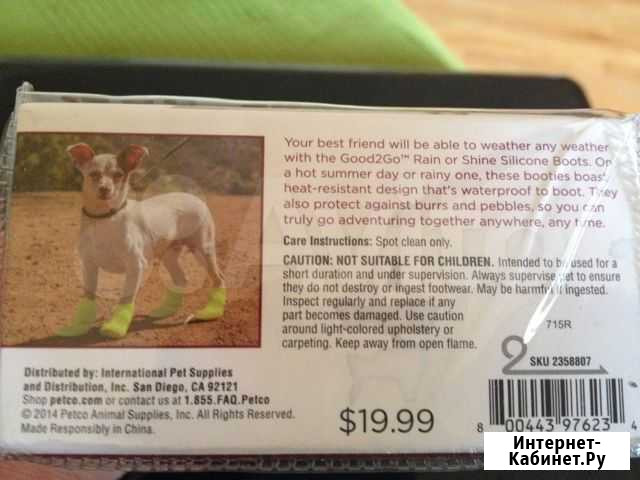 Your best friend will be able to weather any weather
with the Good2Go™ Rain or Shine Silicone Boots. On
a hot summer day or rainy one, these booties boast
heat-resistant design that's waterproof to boot. They
also protect against burrs and pebbles, so you can
truly go adventuring together anywhere, any time.
Care Instructions: Spot clean only.
CAUTION: NOT SUITABLE FOR CHILDREN. Intended to be used for a
short duration and under supervision. Always supervise pet to ensure
they do not destroy or ingest footwear. May be harmful if ingested.
Inspect regularly and replace if any
part becomes damaged. Use caution
around light-colored upholstery or
carpeting. Keep away from open flame.
715R
2
SKU 2358807
Distributed by: International Pet Supplies
and Distribution, Inc. San Diego, CA 92121
Shop petco.com or contact us at 1.855.FAQ.Petco
© 2014 Petco Animal Supplies, Inc. All Rights Reserved.
Made Responsibly in China.
$19.99
8 00443 97623 4
Интернет-
Кабинет.Ру